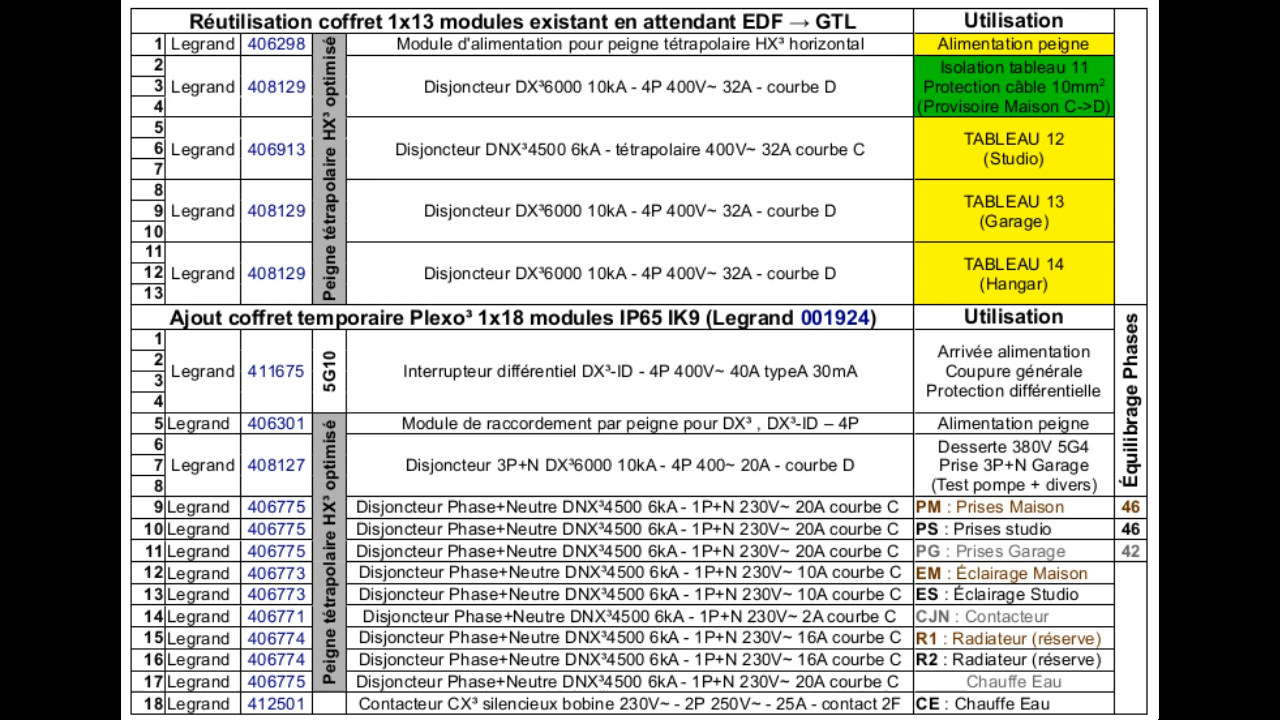 Réutilisation coffret 1x13 modules existant en attendant EDF → GTL Utilisation
1 Legrand 406298 Module d'alimentation pour peigne tétrapolaire HX³ horizontal Alimentation peigne
Peigne tétrapolaire HX³ optimisé
2
3 Legrand 408129 Disjoncteur DX³6000 10kA - 4P 400V~ 32A - courbe D
4
Isolation tableau 11
Protection câble 10mm²
(Provisoire Maison C->D)
5
6 Legrand 406913 Disjoncteur DNX³4500 6kA - tétrapolaire 400V~ 32A courbe C
7
TABLEAU 12
(Studio)
8
9 Legrand 408129 Disjoncteur DX³6000 10kA - 4P 400V~ 32A - courbe D
10
TABLEAU 13
(Garage)
11
12 Legrand 408129 Disjoncteur DX³6000 10kA - 4P 400V~ 32A - courbe D
13
TABLEAU 14
(Hangar)
Ajout coffret temporaire Plexo³ 1x18 modules IP65 IK9 (Legrand 001924) Utilisation
Équilibrage Phases
1
2
3
4
Legrand 411675 5G10 Interrupteur différentiel DX³-ID - 4P 400V~ 40A typeA 30mA
Arrivée alimentation
Coupure générale
Protection différentielle
5 Legrand 406301 Module de raccordement par peigne pour DX³ , DX³-ID – 4P Alimentation peigne
Peigne tétrapolaire HX³ optimisé
6
7 Legrand 408127 Disjoncteur 3P+N DX³6000 10kA - 4P 400~ 20A - courbe D
8
Desserte 380V 5G4
Prise 3P+N Garage
(Test pompe + divers)
9 Legrand 406775 Disjoncteur Phase+Neutre DNX³4500 6kA - 1P+N 230V~ 20A courbe C PM : Prises Maison 46
10 Legrand 406775 Disjoncteur Phase+Neutre DNX³4500 6kA - 1P+N 230V~ 20A courbe C PS : Prises studio 46
11 Legrand 406775 Disjoncteur Phase+Neutre DNX³4500 6kA - 1P+N 230V~ 20A courbe C PG : Prises Garage 42
12 Legrand 406773 Disjoncteur Phase+Neutre DNX³4500 6kA - 1P+N 230V~ 10A courbe C EM : Éclairage Maison
13 Legrand 406773 Disjoncteur Phase+Neutre DNX³4500 6kA - 1P+N 230V~ 10A courbe C ES : Éclairage Studio
14 Legrand 406771 Disjoncteur Phase+Neutre DNX³4500 6kA - 1P+N 230V~ 2A courbe C CJN : Contacteur
15 Legrand 406774 Disjoncteur Phase+Neutre DNX³4500 6kA - 1P+N 230V~ 16A courbe C R1 : Radiateur (réserve)
16 Legrand 406774 Disjoncteur Phase+Neutre DNX³4500 6kA - 1P+N 230V~ 16A courbe C R2 : Radiateur (réserve)
17 Legrand 406775 Disjoncteur Phase+Neutre DNX³4500 6kA - 1P+N 230V~ 20A courbe C Chauffe Eau
18 Legrand 412501 Contacteur CX³ silencieux bobine 230V~ - 2P 250V~ - 25A - contact 2F CE : Chauffe Eau